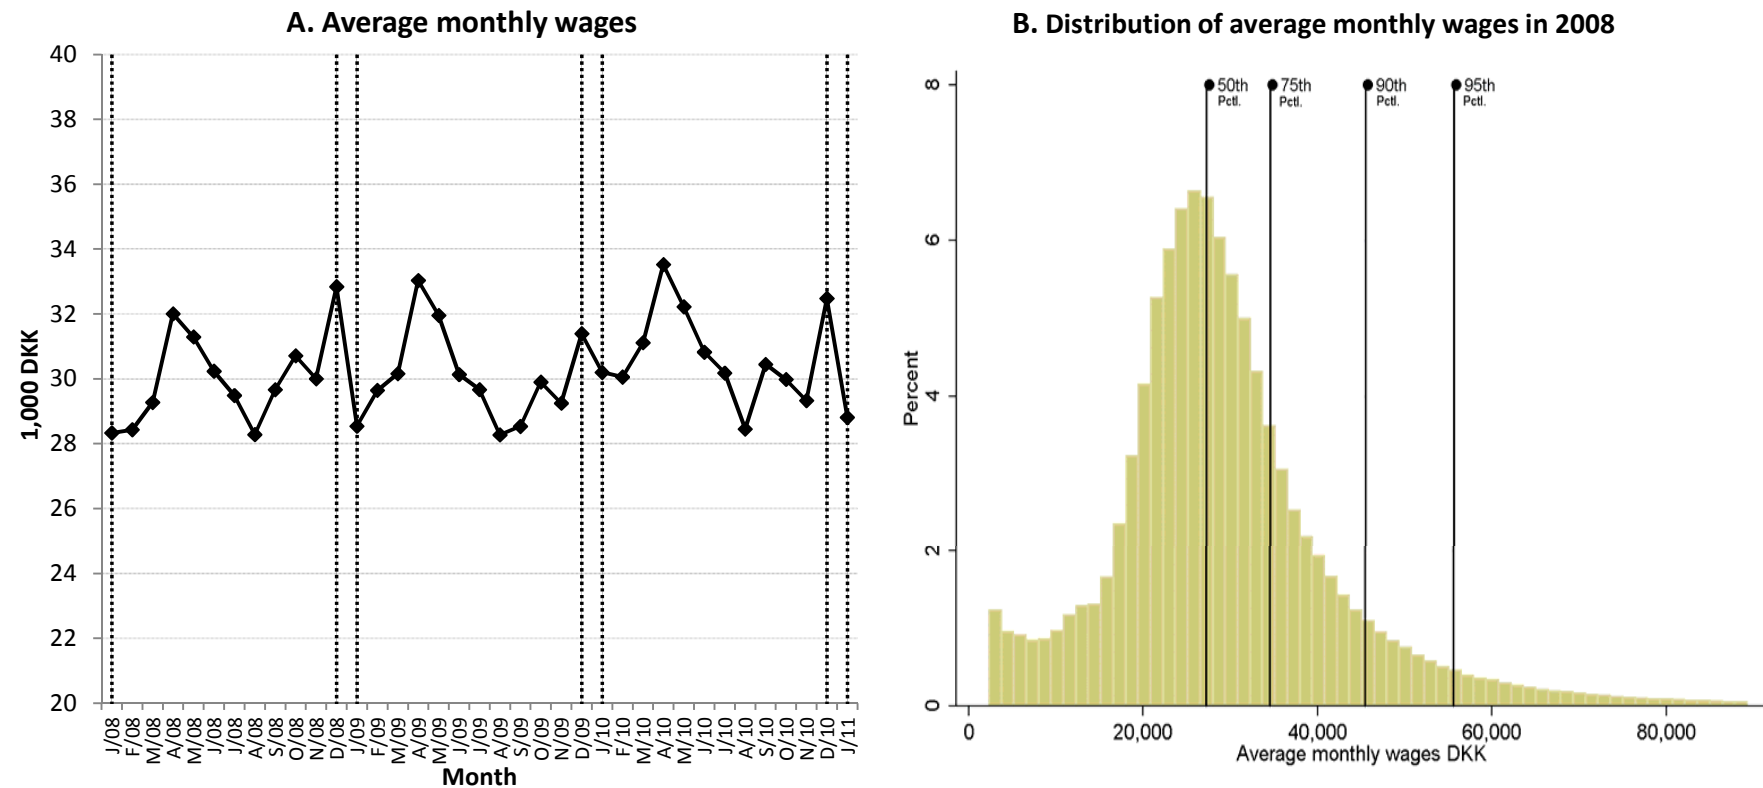 A. Average monthly wages
40
38
36
34
32
30
28
26
24
22
20
1,000 DKK
J/08
F/08
M/08
A/08
M/08
J/08
J/08
A/08
S/08
O/08
N/08
D/08
J/09
F/09
M/09
A/09
M/09
J/09
J/09
A/09
S/09
O/09
N/09
D/09
J/10
F/10
M/10
A/10
M/10
J/10
J/10
A/10
S/10
O/10
N/10
D/10
J/11
Month
B. Distribution of average monthly wages in 2008
8
6
4
2
0
Percent
50th
Pctl.
75th
Pctl.
90th
Pctl.
95th
Pctl.
0
20,000
40,000
60,000
80,000
Average monthly wages DKK